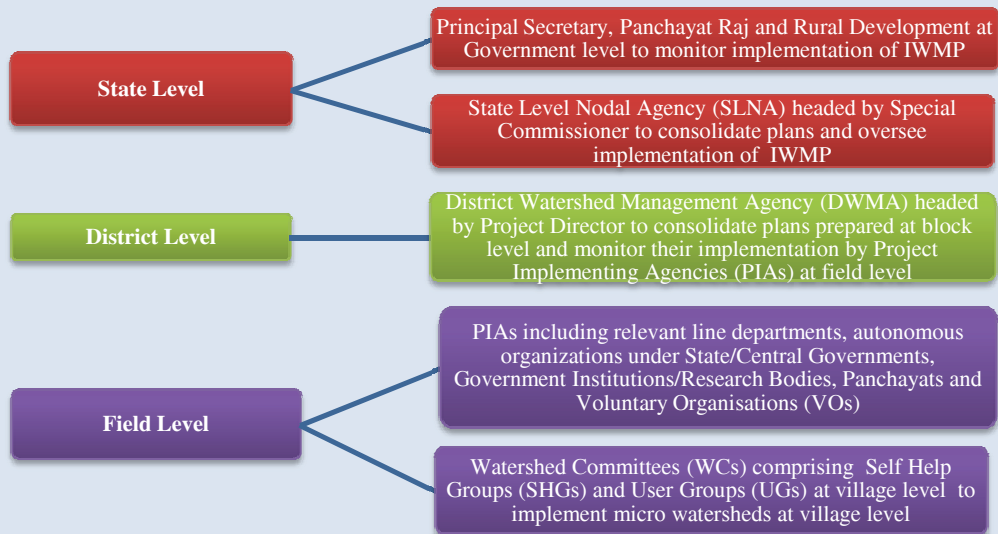 State Level
Principal Secretary, Panchayat Raj and Rural Development at
Government level to monitor implementation of IWMP
State Level Nodal Agency (SLNA) headed by Special
Commissioner to consolidate plans and oversee
implementation of IWMP
District Level
District Watershed Management Agency (DWMA) headed
by Project Director to consolidate plans prepared at block
level and monitor their implementation by Project
Implementing Agencies (PIAs) at field level
Field Level
PIAs including relevant line departments, autonomous
organizations under State/Central Governments,
Government Institutions/Research Bodies, Panchayats and
Voluntary Organisations (VOs)
Watershed Committees (WCs) comprising Self Help
Groups (SHGs) and User Groups (UGs) at village level to
implement micro watersheds at village level